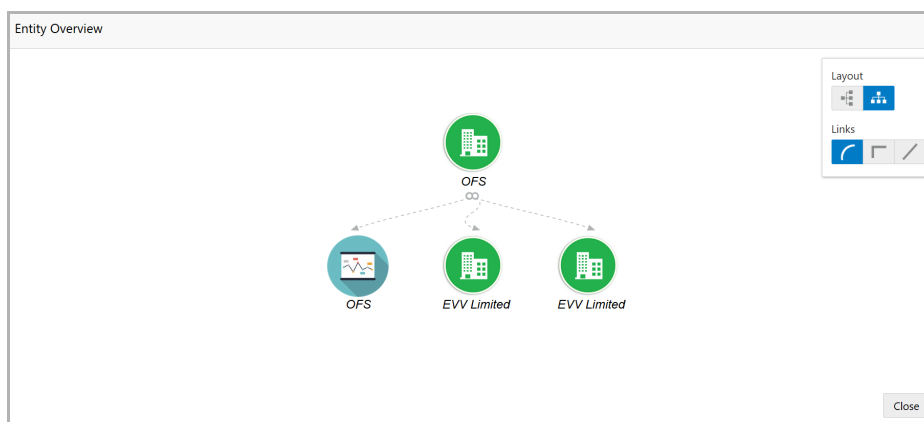 Entity Overview
Layout
Links
OFS
OFS
EVV Limited
EVV Limited
Close